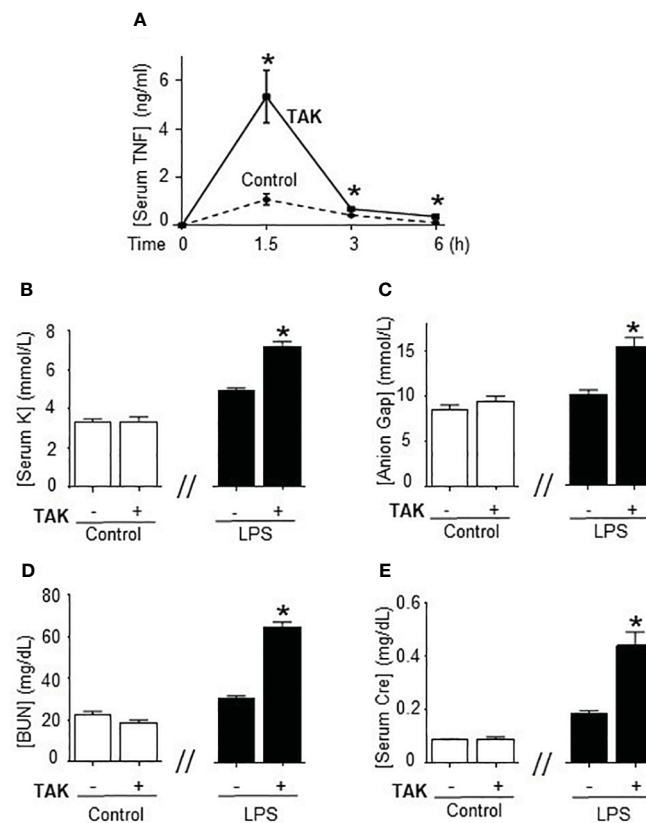 A
[Serum TNF] (ng/ml)
6
4
2
0
*
TAK
Control
*
*
Time 0 1.5 3 6 (h)
B
[Serum K] (mmol/L)
8
6
4
2
0
*
TAK - + // - +
Control LPS
C
[Anion Gap] (mmol/L)
15
10
5
0
*
TAK - + // - +
Control LPS
D
[BUN] (mg/dL)
80
60
40
20
0
*
TAK - + // - +
Control LPS
E
[Serum Cre] (mg/dL)
0.6
0.4
0.2
0
*
TAK - + // - +
Control LPS